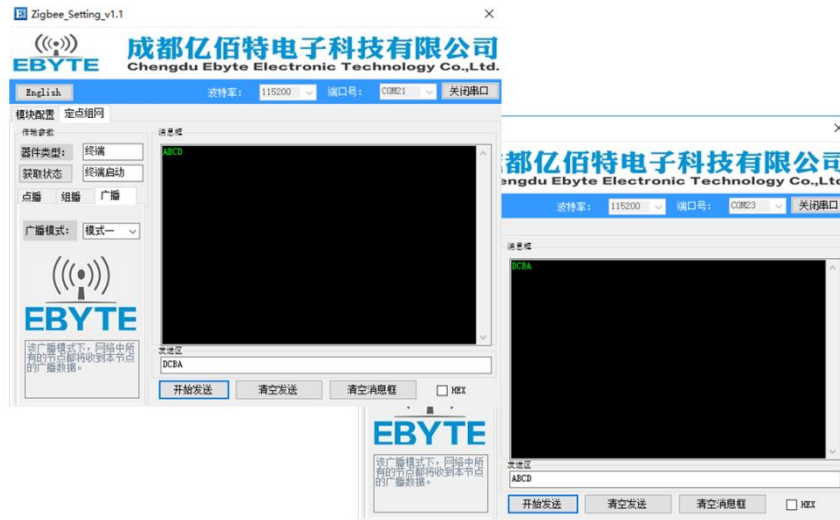 Zigbee_Setting_v1.1
EBYTE
成都亿佰特电子科技有限公司
Chengdu Ebyte Electronic Technology Co.,Ltd.
English
波特率: 115200 端口号: COM21 关闭串口
模块配置 定点组网
传输参数
器件类型: 终端
获取状态 终端启动
点播 组播 广播
广播模式: 模式一
EBYTE
该广播模式下，网络中所
有的节点都将收到本节点
的广播数据。
消息框
ABCD
发送区
DCBA
开始发送 清空发送 清空消息框 HEX
都亿佰特电子科技有限公司
engdu Ebyte Electronic Technology Co.,Ltd
波特率: 115200 端口号: COM23 关闭串口
消息框
DCBA
EBYTE
该广播模式下，网络中所
有的节点都将收到本节点
的广播数据。
发送区
ABCD
开始发送 清空发送 清空消息框 HEX